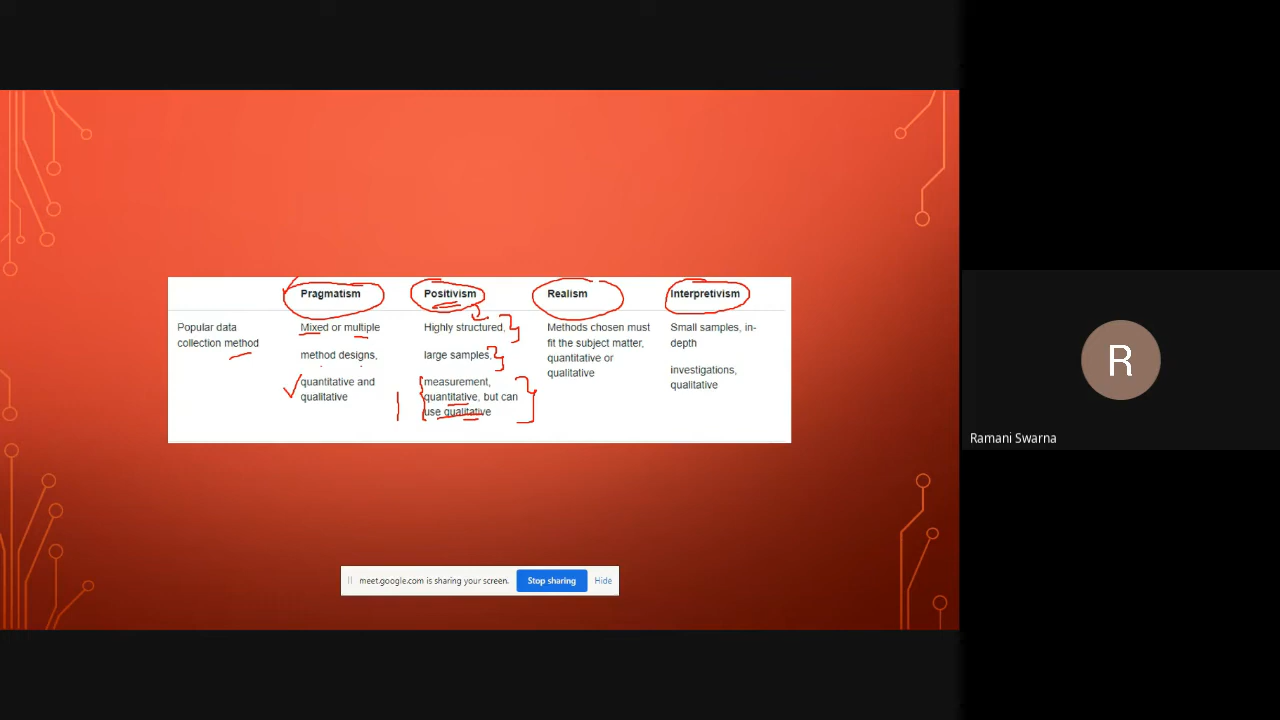 Pragmatism Positivism Realism Interpretivism
Popular data
collection method
Mixed or multiple
method designs,
quantitative and
qualitative
Highly structured,
large samples,
measurement,
quantitative, but can
use qualitative
Methods chosen must
fit the subject matter,
quantitative or
qualitative
Small samples, in-
depth
investigations,
qualitative
meet.google.com is sharing your screen. Stop sharing Hide
R
Ramani Swarna